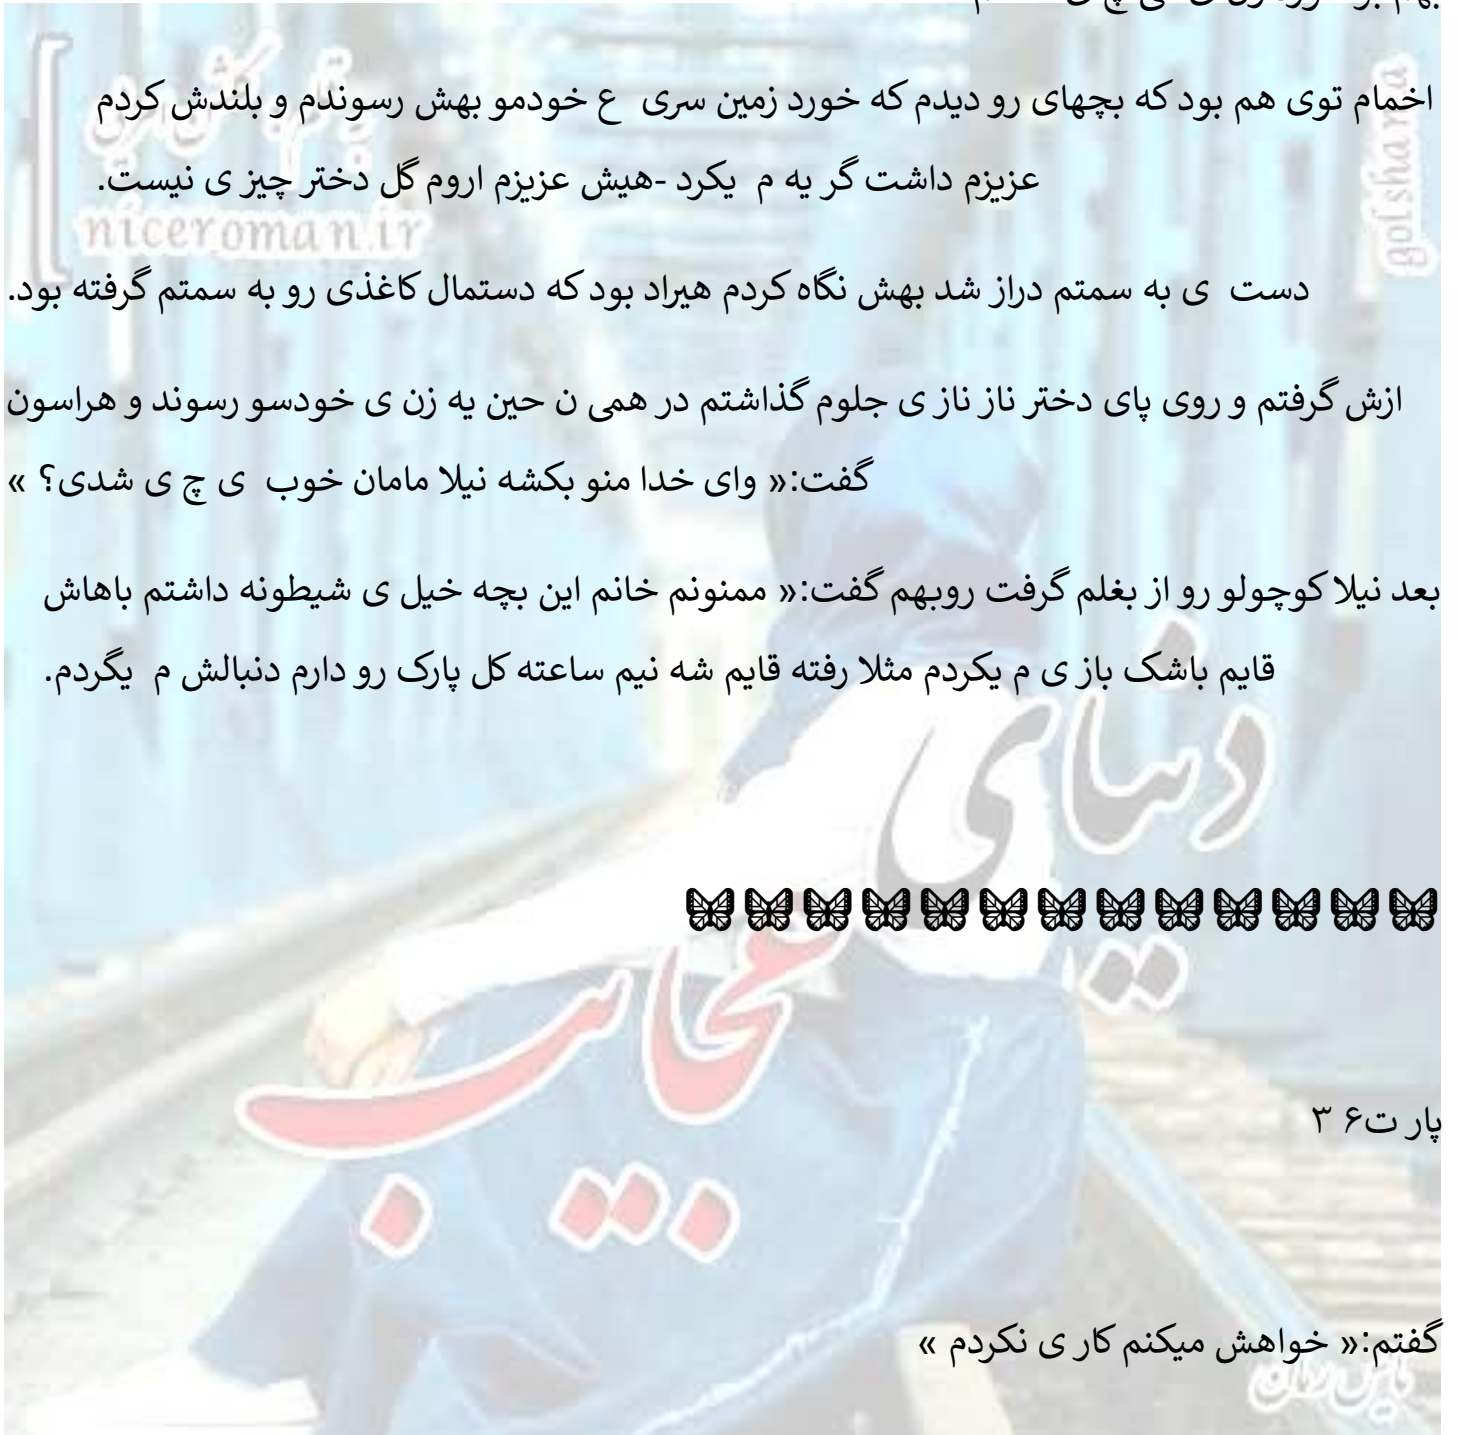 اخمام توی هم بود که بچهای رو دیدم که خورد زمین سری ع خودمو بهش رسوندم و بلندش کردم
عزیزم داشت گر یه م یکرد -هیش عزیزم اروم گل دختر چیز ی نیست.
niceroman.ir
golsharg
دست ی به سمتم دراز شد بهش نگاه کردم هیراد بود که دستمال کاغذی رو به سمتم گرفته بود.
ازش گرفتم و روی پای دختر ناز ناز ی جلوم گذاشتم در همی ن حین یه زن ی خودسو رسوند و هراسون
گفت:« وای خدا منو بکشه نیلا مامان خوب ی چ ی شدی؟ »
بعد نیلا کوچولو رو از بغلم گرفت روبهم گفت:« ممنونم خانم این بچه خیل ی شیطونه داشتم باهاش
قایم باشک باز ی م یکردم مثلا رفته قایم شه نیم ساعته کل پارک رو دارم دنبالش م یگردم.
دنیای
عجایب
پار ت۶ ۳
گفتم:« خواهش میکنم کار ی نکردم »